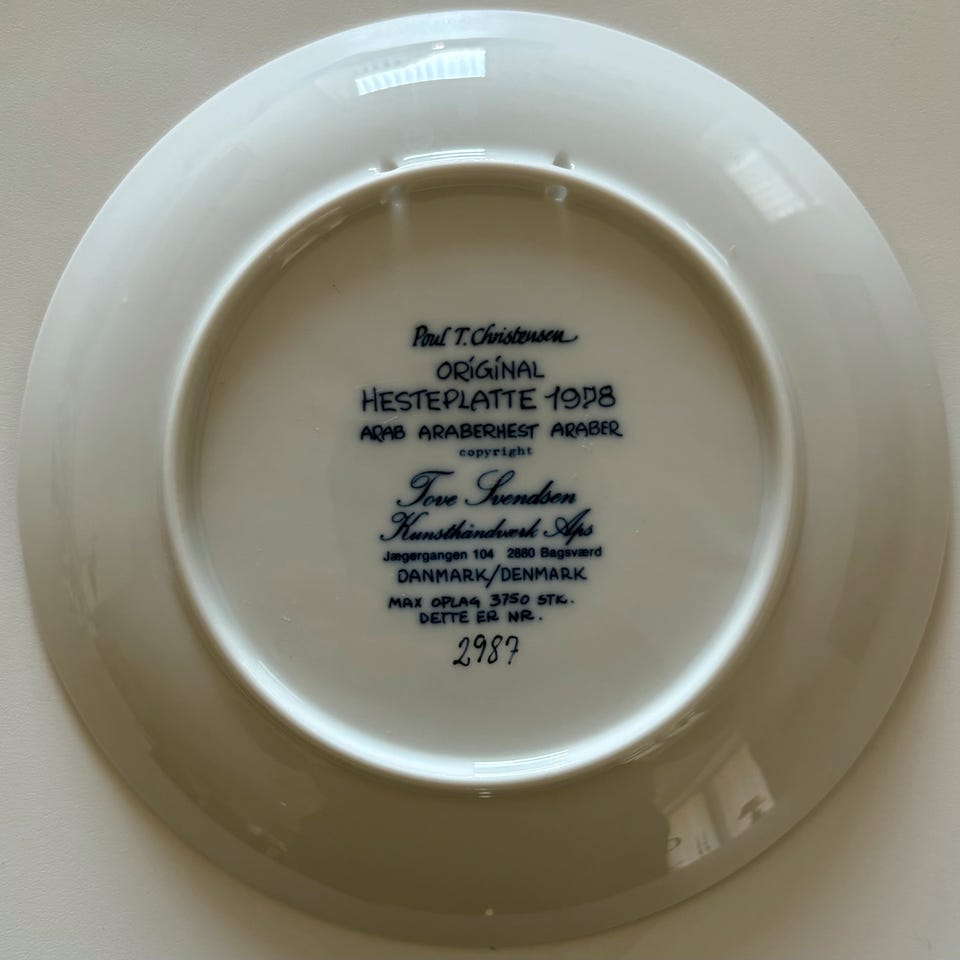 Poul T. Christensen
ORIGINAL
HESTEPLATTE 1978
ARAB ARABERHEST ARABER
copyright
Tove Svendsen
Kunsthåndværk Aps
Jægergangen 104 2880 Bagsværd
DANMARK/DENMARK
MAX OPLAG 3750 STK.
DETTE ER NR.
2987